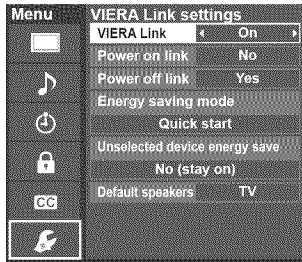 Menu
VIERA Link settings
VIERA Link On
Power on link No
Power off link Yes
Energy saving mode
Quick start
Unselected device energy save
No (stay on)
Default speakers TV
CC